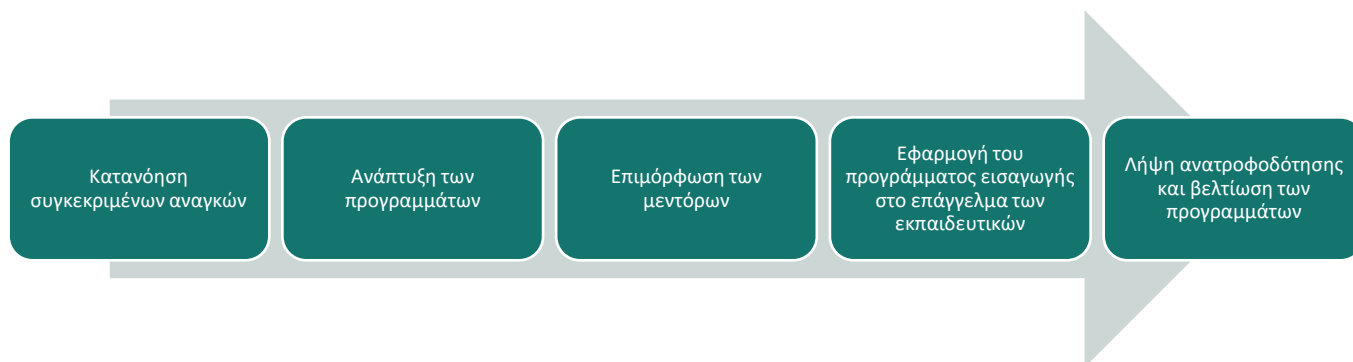 Κατανόηση
συγκεκριμένων αναγκών
Ανάπτυξη των
προγραμμάτων
Επιμόρφωση των
μεντόρων
Εφαρμογή του
προγράμματος εισαγωγής
στο επάγγελμα των
εκπαιδευτικών
Λήψη ανατροφοδότησης
και βελτίωση των
προγραμμάτων